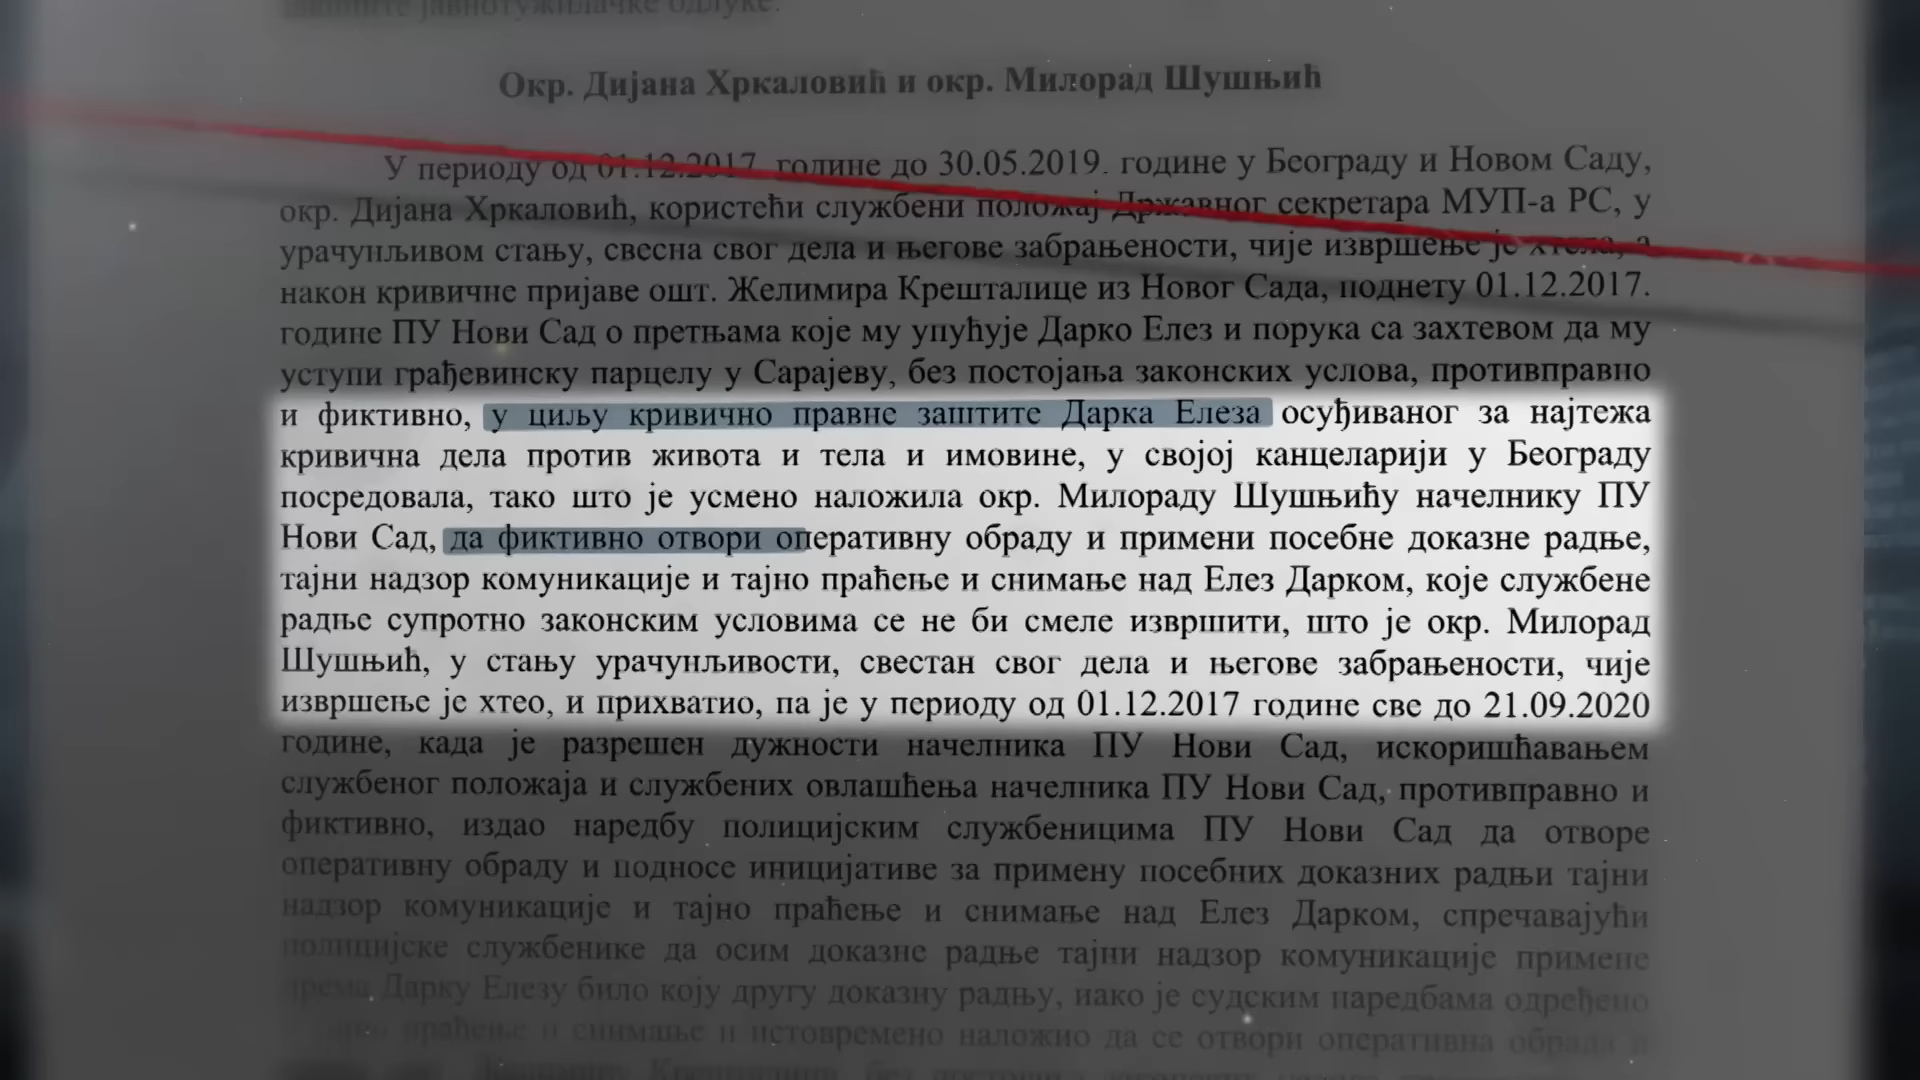 јавнотужилачке одлуке.
Окр. Дијана Хркаловић и окр. Милорад Шушњић
У периоду од 01.12.2017. године до 30.05.2019. године у Београду и Новом Саду,
окр. Дијана Хркаловић, користећи службени положај Државног секретара МУП-а РС, у
урачунљивом стању, свесна свог дела и његове забрањености, чије извршење је хтела, а
након кривичне пријаве ошт. Желимира Крешталице из Новог Сада, поднету 01.12.2017.
године ПУ Нови Сад о претњама које му упућује Дарко Елез и порука са захтевом да му
уступи грађевинску парцелу у Сарајеву, без постојања законских услова, противправно
и фиктивно, у циљу кривично правне заштите Дарка Елеза осуђиваног за најтежа
кривична дела против живота и тела и имовине, у својој канцеларији у Београду
посредовала, тако што је усмено наложила окр. Милораду Шушњићу начелнику ПУ
Нови Сад, да фиктивно отвори оперативну обраду и примени посебне доказне радње,
тајни надзор комуникације и тајно праћење и снимање над Елез Дарком, које службене
радње супротно законским условима се не би смеле извршити, што је окр. Милорад
Шушњић, у стању урачунљивости, свестан свог дела и његове забрањености, чије
извршење је хтео, и прихватио, па је у периоду од 01.12.2017 године све до 21.09.2020
године, када је разрешен дужности начелника ПУ Нови Сад, искоришћавањем
службеног положаја и службених овлашћења начелника ПУ Нови Сад, противправно и
фиктивно, издао наредбу полицијским службеницима ПУ Нови Сад да отворе
оперативну обраду и подносе иницијативе за примену посебних доказних радњи тајни
надзор комуникације и тајно праћење и снимање над Елез Дарком, спречавајући
полицијске службенике да осим доказне радње тајни надзор комуникације примене
према Дарку Елезу било коју другу доказну радњу, иако је судским наредбама одређено
праћење и снимање и истовремено наложио да се отвори оперативна обрада и